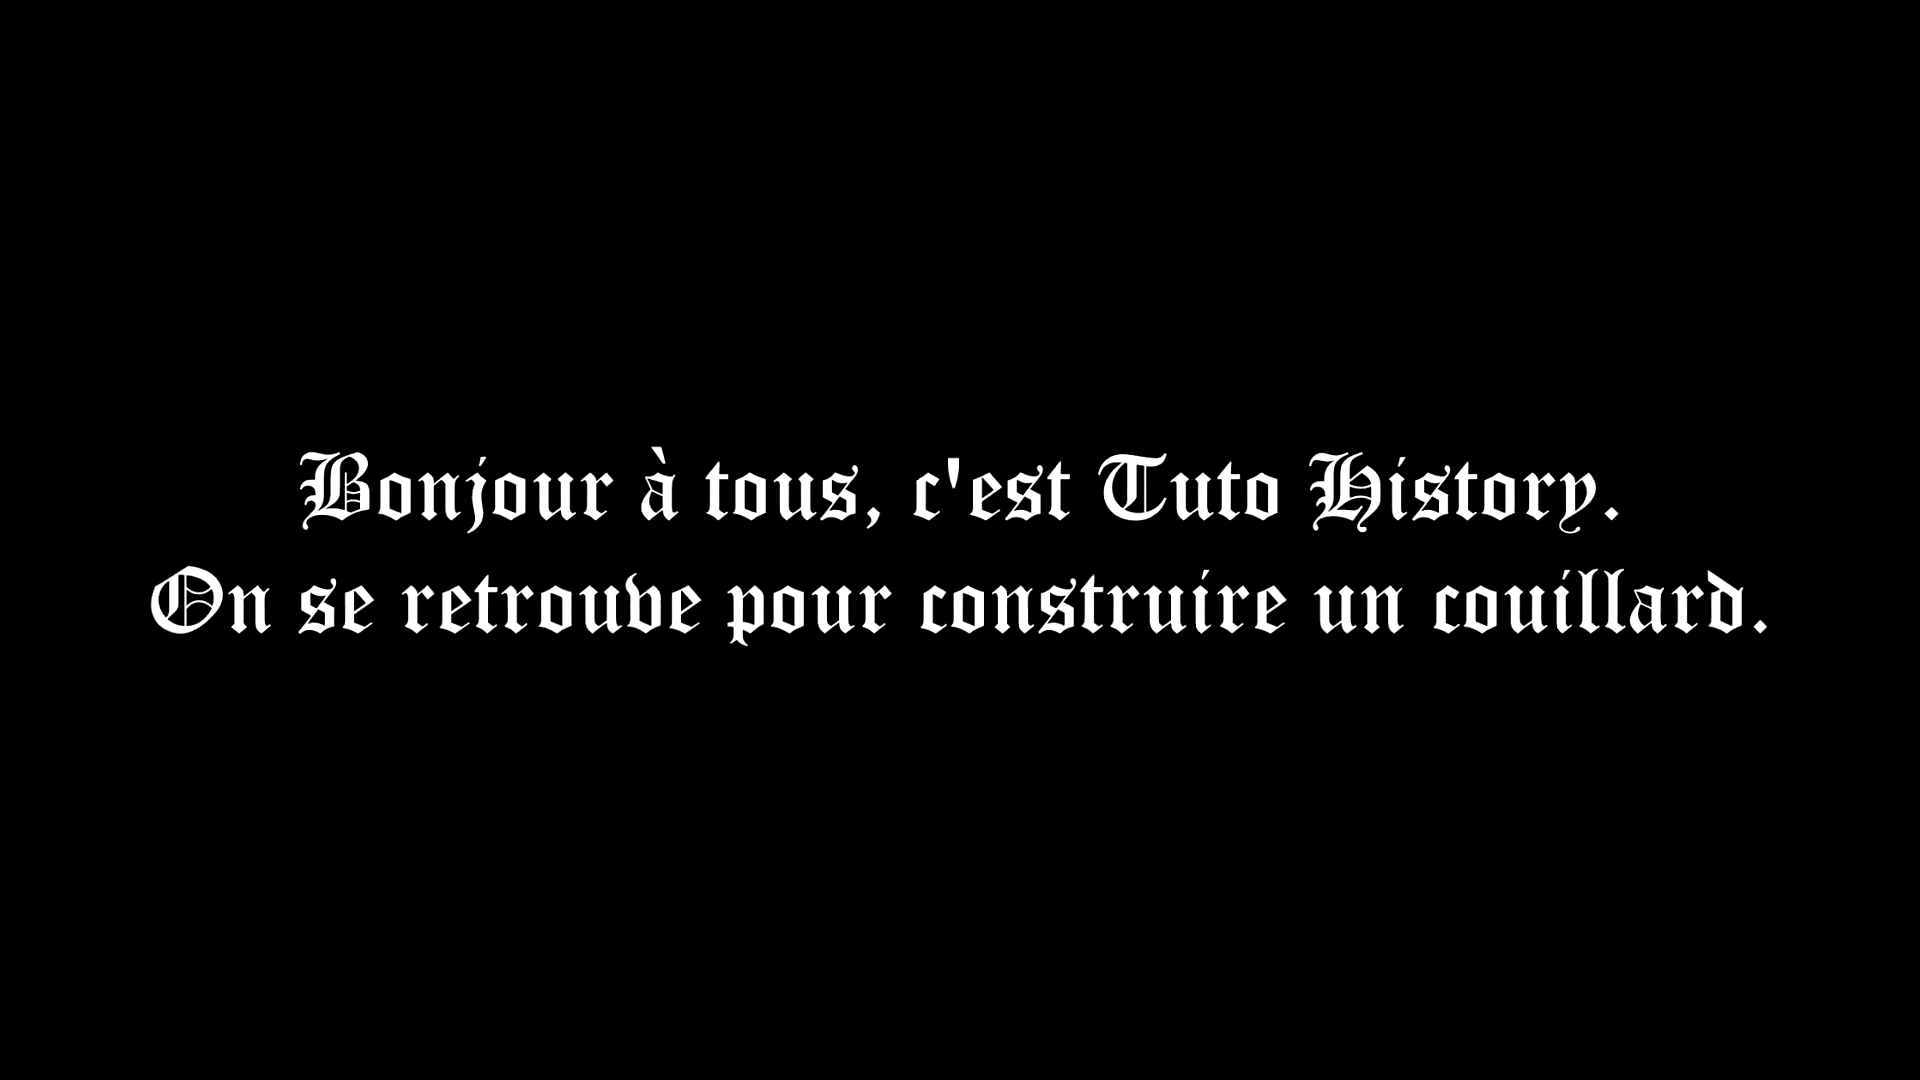 Bonjour à tous, c'est Tuto History.
On se retrouve pour construire un couillard.